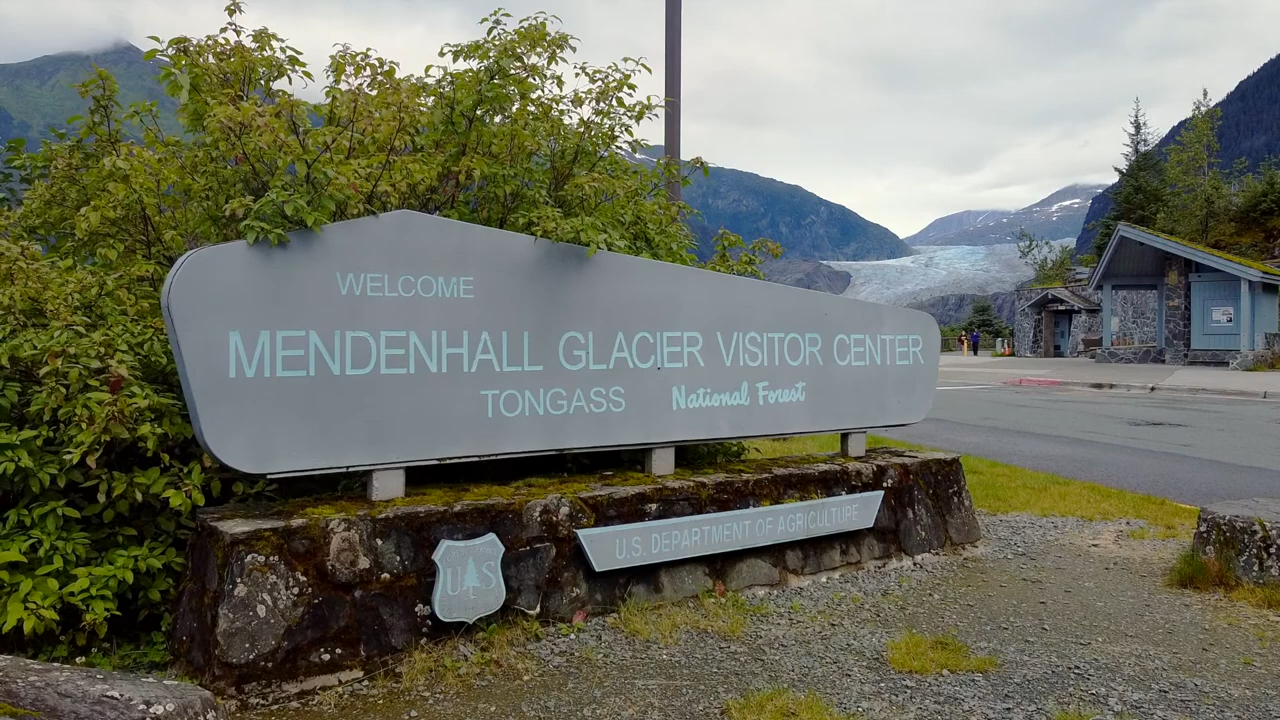 WELCOME
MENDENHALL GLACIER VISITOR CENTER
TONGASS National Forest
U.S. DEPARTMENT OF AGRICULTURE
U S